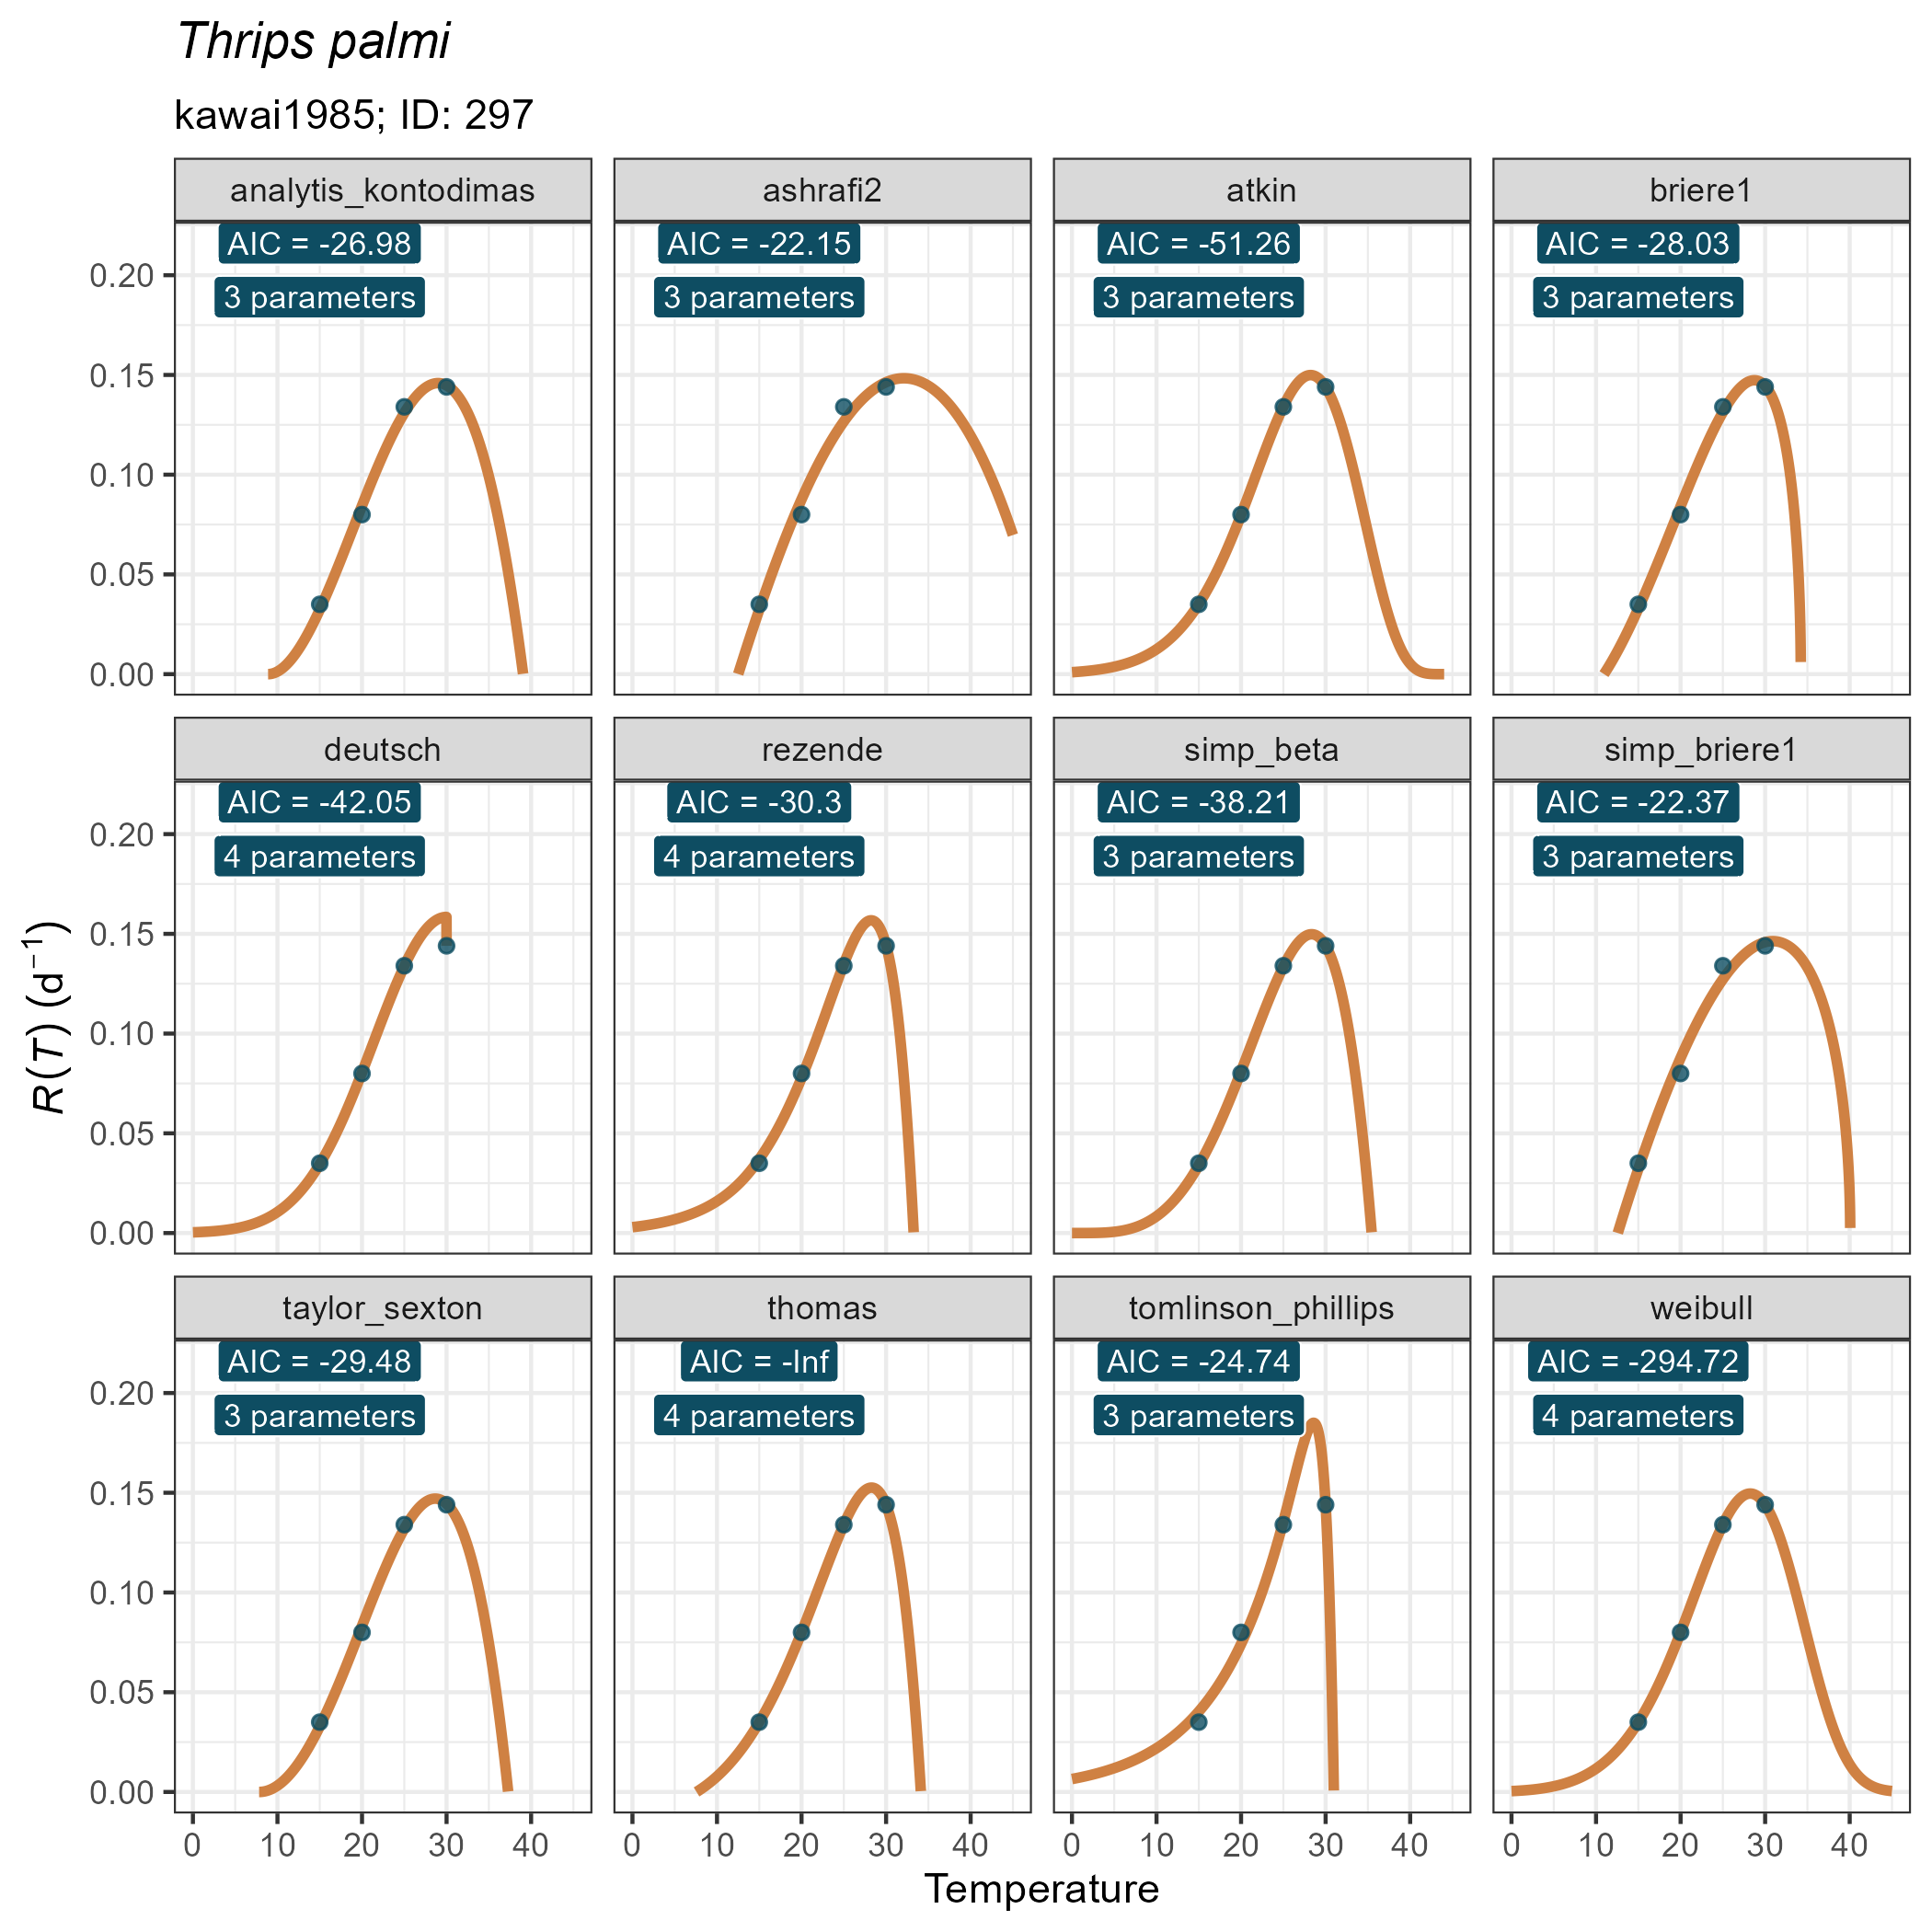 Thrips palmi
kawai1985; ID: 297
analytis_kontodimas ashrafi2 atkin briere1
AIC = -26.98 AIC = -22.15 AIC = -51.26 AIC = -28.03
3 parameters 3 parameters 3 parameters 3 parameters
0.20
0.15
0.10
0.05
0.00
deutsch rezende simp_beta simp_briere1
AIC = -42.05 AIC = -30.3 AIC = -38.21 AIC = -22.37
4 parameters 4 parameters 3 parameters 3 parameters
0.20
0.15
0.10
0.05
0.00
R(T) (d⁻¹)
taylor_sexton thomas tomlinson_phillips weibull
AIC = -29.48 AIC = -Inf AIC = -24.74 AIC = -294.72
3 parameters 4 parameters 3 parameters 4 parameters
0.20
0.15
0.10
0.05
0.00
0 10 20 30 40 0 10 20 30 40 0 10 20 30 40 0 10 20 30 40
Temperature